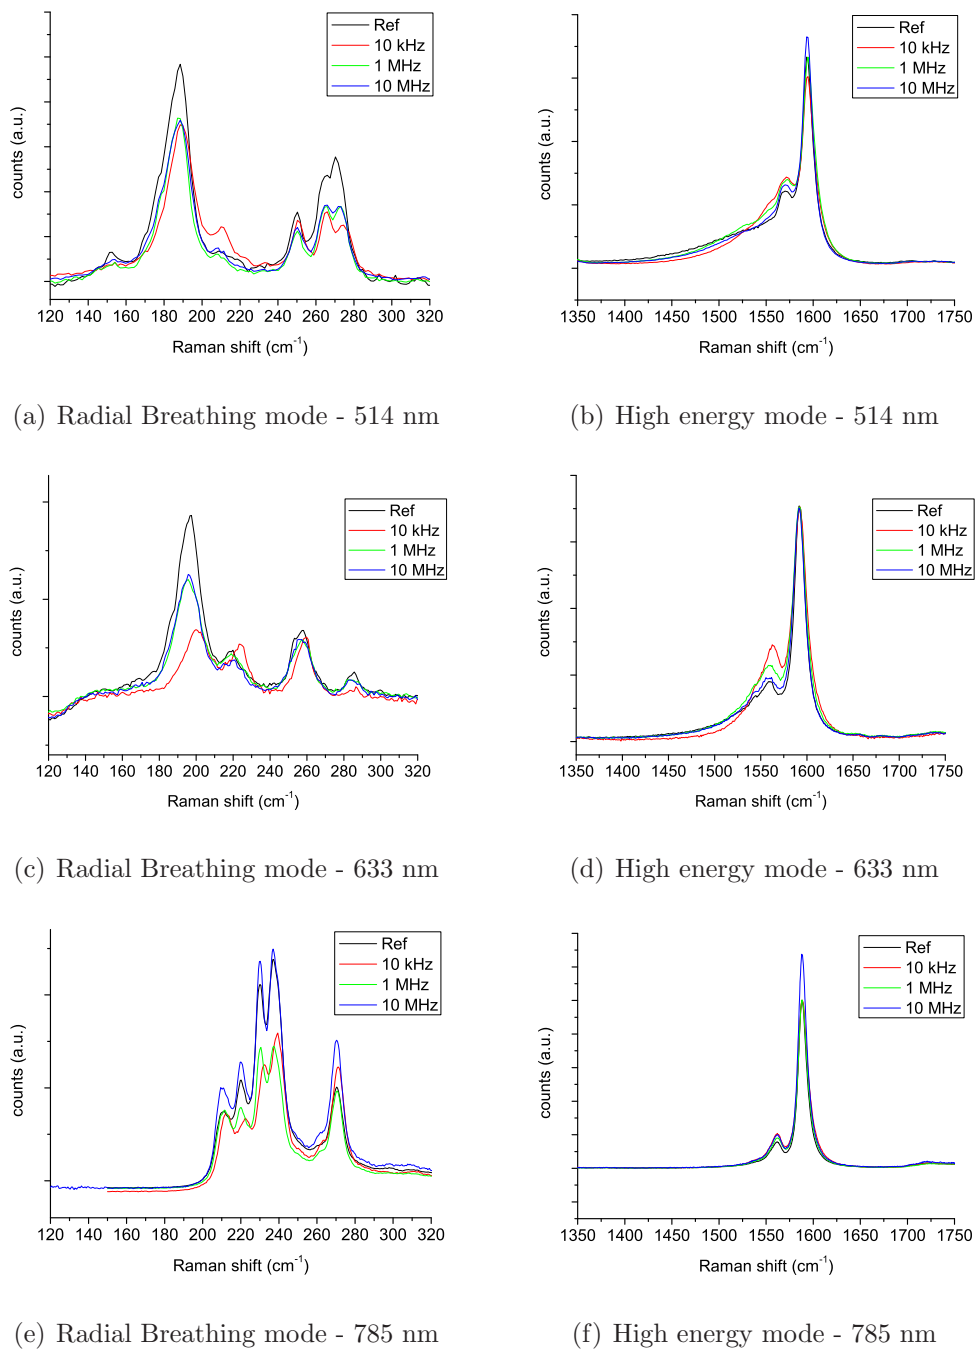 Ref
10 kHz
1 MHz
10 MHz
counts (a.u.)
120 140 160 180 200 220 240 260 280 300 320
Raman shift (cm⁻¹)
(a) Radial Breathing mode - 514 nm
Ref
10 kHz
1 MHz
10 MHz
counts (a.u.)
1350 1400 1450 1500 1550 1600 1650 1700 1750
Raman shift (cm⁻¹)
(b) High energy mode - 514 nm
Ref
10 kHz
1 MHz
10 MHz
counts (a.u.)
120 140 160 180 200 220 240 260 280 300 320
Raman shift (cm⁻¹)
(c) Radial Breathing mode - 633 nm
Ref
10 kHz
1 MHz
10 MHz
counts (a.u.)
1350 1400 1450 1500 1550 1600 1650 1700 1750
Raman shift (cm⁻¹)
(d) High energy mode - 633 nm
Ref
10 kHz
1 MHz
10 MHz
counts (a.u.)
120 140 160 180 200 220 240 260 280 300 320
Raman shift (cm⁻¹)
(e) Radial Breathing mode - 785 nm
Ref
10 kHz
1 MHz
10 MHz
counts (a.u.)
1350 1400 1450 1500 1550 1600 1650 1700 1750
Raman shift (cm⁻¹)
(f) High energy mode - 785 nm